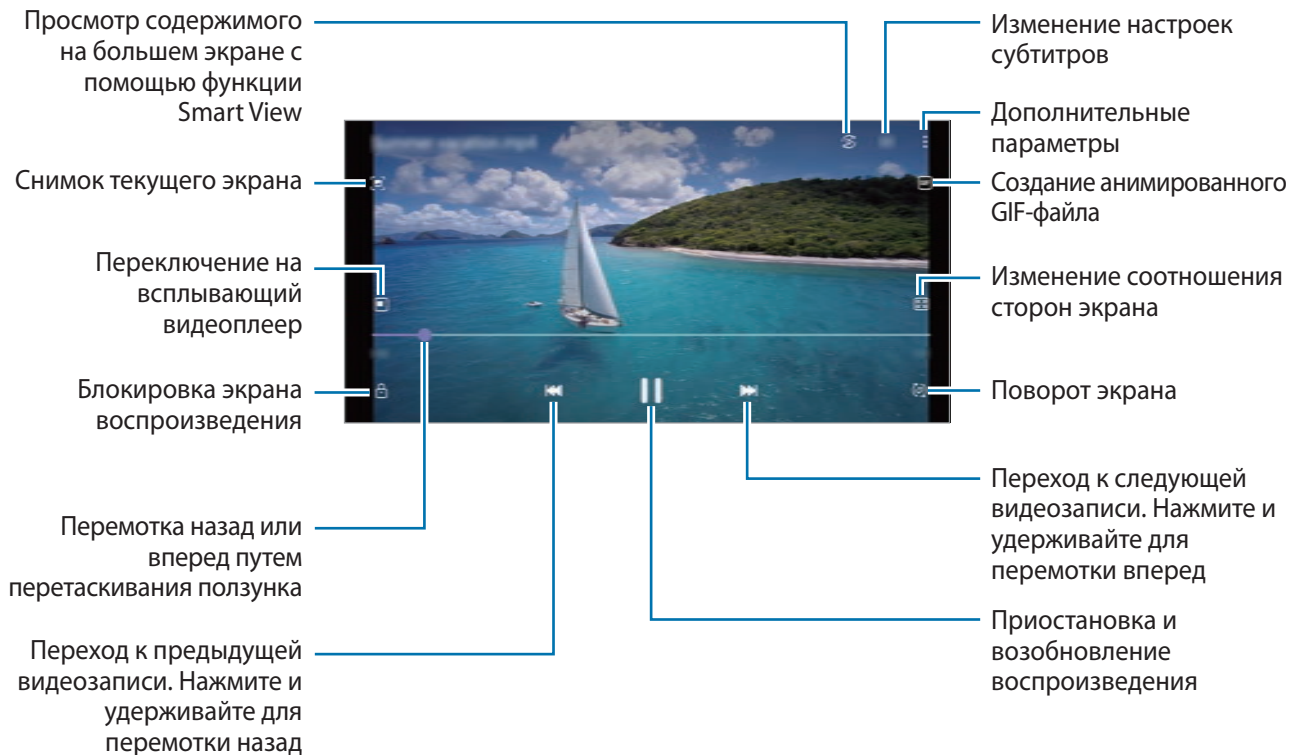 Просмотр содержимого
на большем экране с
помощью функции
Smart View
Снимок текущего экрана
Переключение на
всплывающий
видеоплеер
Блокировка экрана
воспроизведения
Перемотка назад или
вперед путем
перетаскивания ползунка
Переход к предыдущей
видеозаписи. Нажмите и
удерживайте для
перемотки назад
Изменение настроек
субтитров
Дополнительные
параметры
Создание анимированного
GIF-файла
Изменение соотношения
сторон экрана
Поворот экрана
Переход к следующей
видеозаписи. Нажмите и
удерживайте для
перемотки вперед
Приостановка и
возобновление
воспроизведения